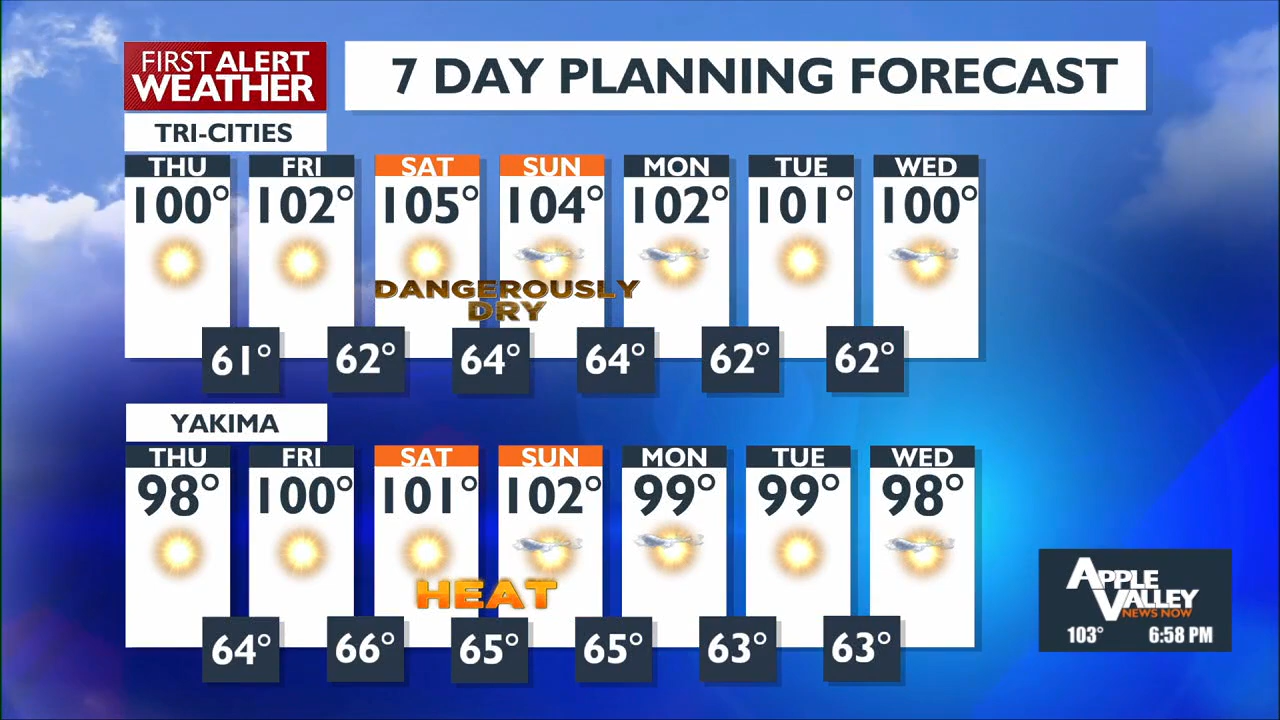 FIRST ALERT
WEATHER
7 DAY PLANNING FORECAST
TRI-CITIES
THU FRI SAT SUN MON TUE WED
100° 102° 105° 104° 102° 101° 100°
DANGEROUSLY
DRY
61° 62° 64° 64° 62° 62°
YAKIMA
THU FRI SAT SUN MON TUE WED
98° 100° 101° 102° 99° 99° 98°
HEAT
64° 66° 65° 65° 63° 63°
APPLE
VALLEY
NEWS NOW
103° 6:58 PM